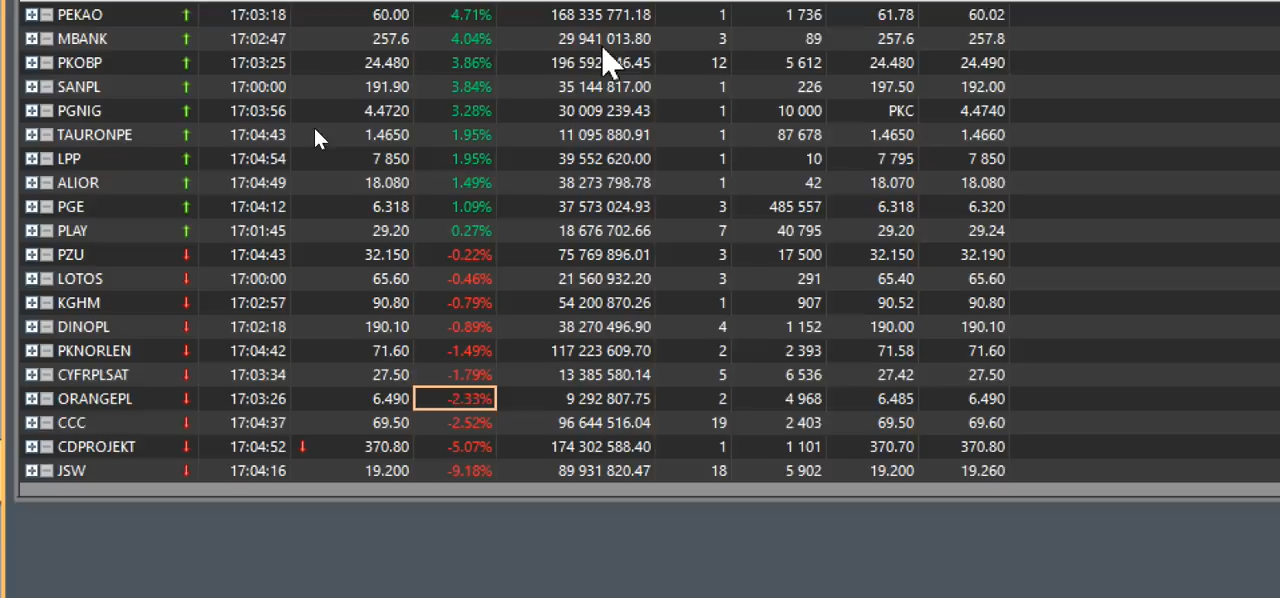 PEKAO 17:03:18 60.00 4.71% 168 335 771.18 1 1 736 61.78 60.02
MBANK 17:02:47 257.6 4.04% 29 941 013.80 3 89 257.6 257.8
PKOBP 17:03:25 24.480 3.86% 196 592 6.45 12 5 612 24.480 24.490
SANPL 17:00:00 191.90 3.84% 35 144 817.00 1 226 197.50 192.00
PGNIG 17:03:56 4.4720 3.28% 30 009 239.43 1 10 000 PKC 4.4740
TAURONPE 17:04:43 1.4650 1.95% 11 095 880.91 1 87 678 1.4650 1.4660
LPP 17:04:54 7 850 1.95% 39 552 620.00 1 10 7 795 7 850
ALIOR 17:04:49 18.080 1.49% 38 273 798.78 1 42 18.070 18.080
PGE 17:04:12 6.318 1.09% 37 573 024.93 3 485 557 6.318 6.320
PLAY 17:01:45 29.20 0.27% 18 676 702.66 7 40 795 29.20 29.24
PZU 17:04:43 32.150 -0.22% 75 769 896.01 3 17 500 32.150 32.190
LOTOS 17:00:00 65.60 -0.46% 21 560 932.20 3 291 65.40 65.60
KGHM 17:02:57 90.80 -0.79% 54 200 870.26 1 907 90.52 90.80
DINOPL 17:02:18 190.10 -0.89% 38 270 496.90 4 1 152 190.00 190.10
PKNORLEN 17:04:42 71.60 -1.49% 117 223 609.70 2 2 393 71.58 71.60
CYFRPLSAT 17:03:34 27.50 -1.79% 13 385 580.14 5 6 536 27.42 27.50
ORANGEPL 17:03:26 6.490 -2.33% 9 292 807.75 2 4 968 6.485 6.490
CCC 17:04:37 69.50 -2.52% 96 644 516.04 19 2 403 69.50 69.60
CDPROJEKT 17:04:52 370.80 -5.07% 174 302 588.40 1 1 101 370.70 370.80
JSW 17:04:16 19.200 -9.18% 89 931 820.47 18 5 902 19.200 19.260